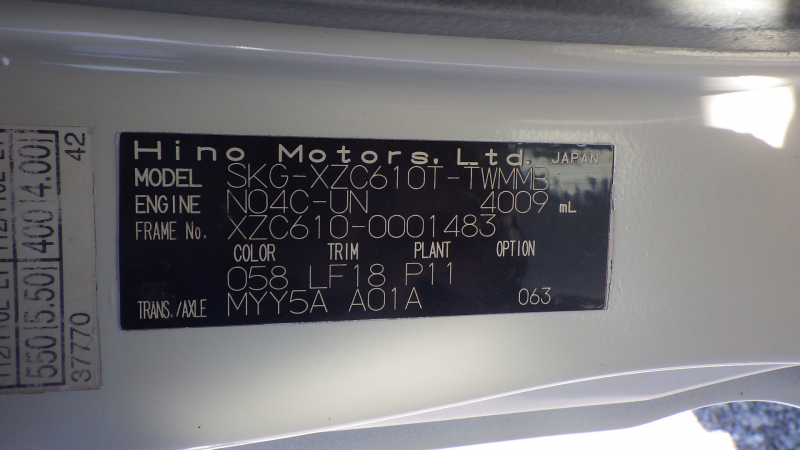 Hino Motors, Ltd. JAPAN
MODEL SKG-XZC610T-TWMMB
ENGINE N04C-UN 4009 mL
FRAME No. XZC610-0001483
COLOR TRIM PLANT OPTION
058 LF18 P11
TRANS./AXLE MYY5A A01A 063
550(5.50) 400(4.00)
37770 42